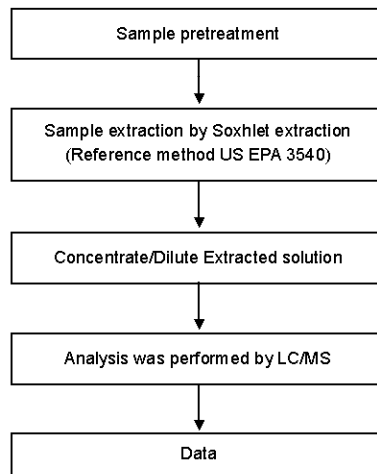 Sample pretreatment
Sample extraction by Soxhlet extraction
(Reference method US EPA 3540)
Concentrate/Dilute Extracted solution
Analysis was performed by LC/MS
Data